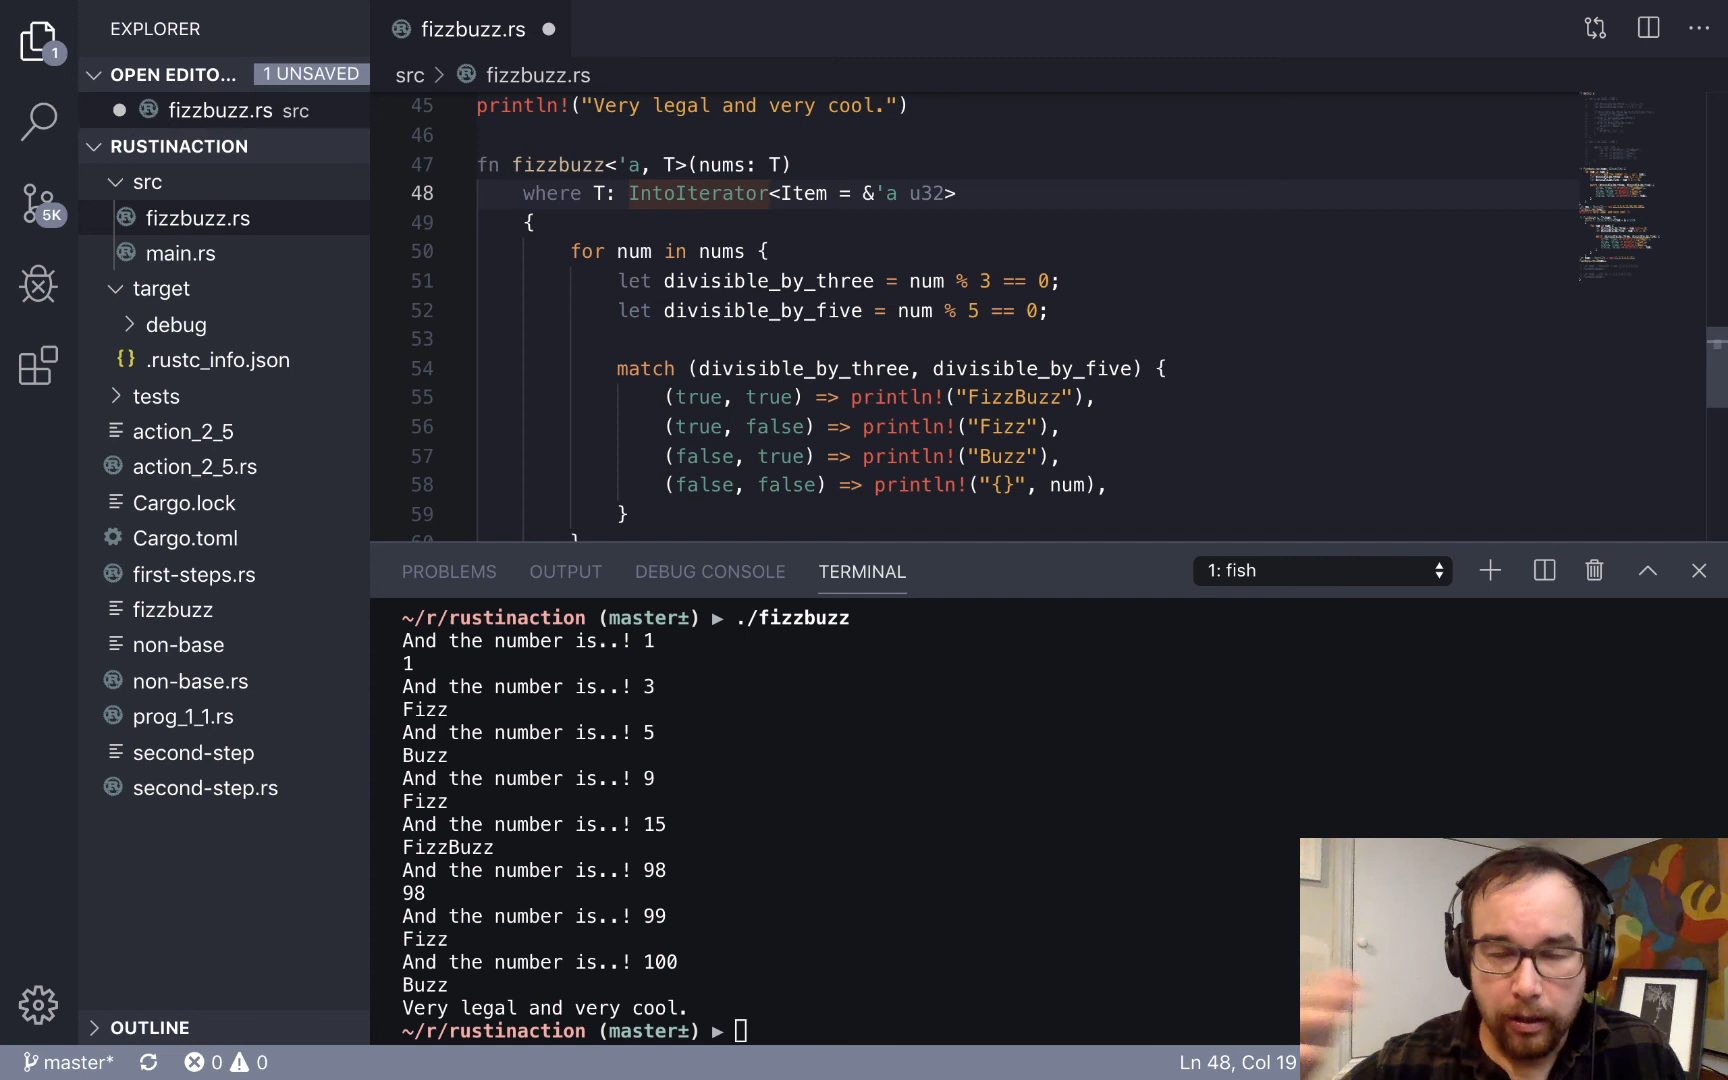 EXPLORER
1
OPEN EDITO... 1 UNSAVED
fizzbuzz.rs src
RUSTINACTION
src
fizzbuzz.rs
main.rs
target
debug
{} .rustc_info.json
tests
action_2_5
action_2_5.rs
Cargo.lock
Cargo.toml
first-steps.rs
fizzbuzz
non-base
non-base.rs
prog_1_1.rs
second-step
second-step.rs
OUTLINE
5K
fizzbuzz.rs
src > fizzbuzz.rs
45 println!("Very legal and very cool.")
46
47 fn fizzbuzz<'a, T>(nums: T)
48 where T: IntoIterator<Item = &'a u32>
49 {
50 for num in nums {
51 let divisible_by_three = num % 3 == 0;
52 let divisible_by_five = num % 5 == 0;
53
54 match (divisible_by_three, divisible_by_five) {
55 (true, true) => println!("FizzBuzz"),
56 (true, false) => println!("Fizz"),
57 (false, true) => println!("Buzz"),
58 (false, false) => println!("{}", num),
59 }
60 }
PROBLEMS OUTPUT DEBUG CONSOLE TERMINAL 1: fish
~/r/rustinaction (master±) ▶ ./fizzbuzz
And the number is..! 1
1
And the number is..! 3
Fizz
And the number is..! 5
Buzz
And the number is..! 9
Fizz
And the number is..! 15
FizzBuzz
And the number is..! 98
98
And the number is..! 99
Fizz
And the number is..! 100
Buzz
Very legal and very cool.
~/r/rustinaction (master±) ▶
master* 0 0 Ln 48, Col 19